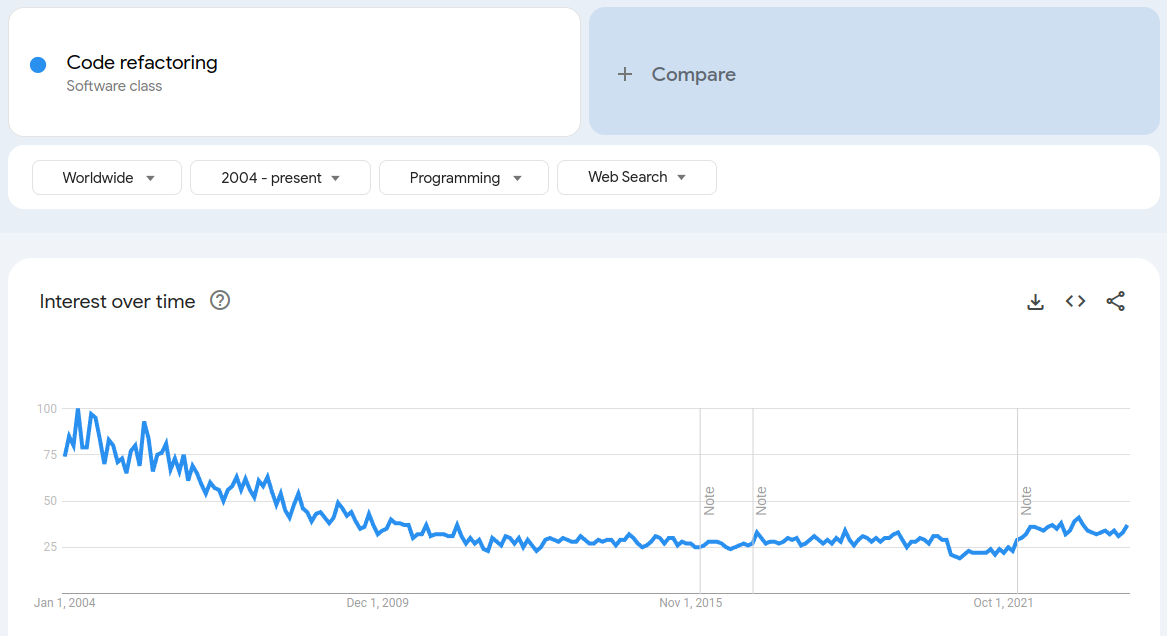 Code refactoring
Software class
+ Compare
Worldwide
2004 - present
Programming
Web Search
Interest over time
?
100
75
50
25
Note
Note
Note
Jan 1, 2004
Dec 1, 2009
Nov 1, 2015
Oct 1, 2021